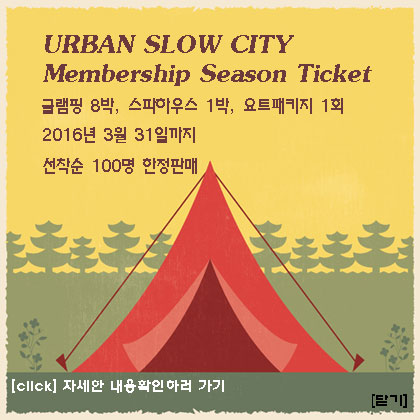 URBAN SLOW CITY
Membership Season Ticket
글램핑 8박, 스파하우스 1박, 요트패키지 1회
2016년 3월 31일까지
선착순 100명 한정판매
[click] 자세한 내용확인하러 가기
[닫기]